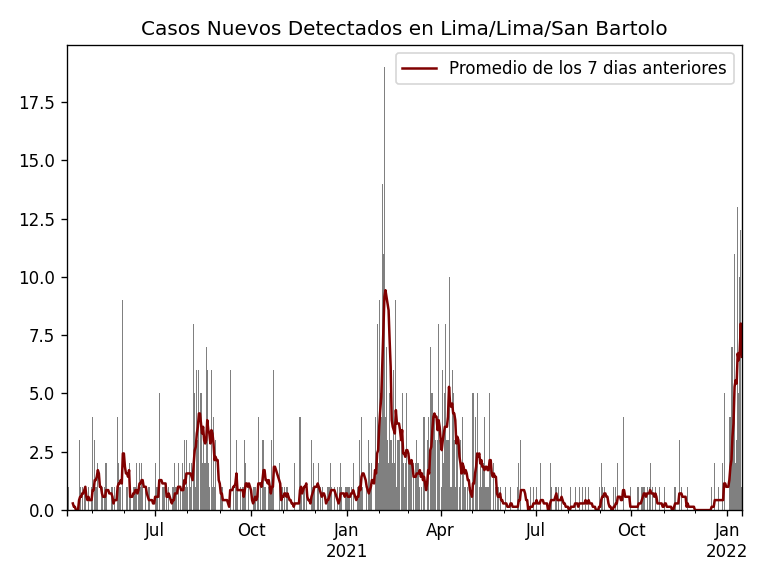 Casos Nuevos Detectados en Lima/Lima/San Bartolo
Promedio de los 7 dias anteriores
17.5
15.0
12.5
10.0
7.5
5.0
2.5
0.0
Jul
Oct
Jan
2021
Apr
Jul
Oct
Jan
2022